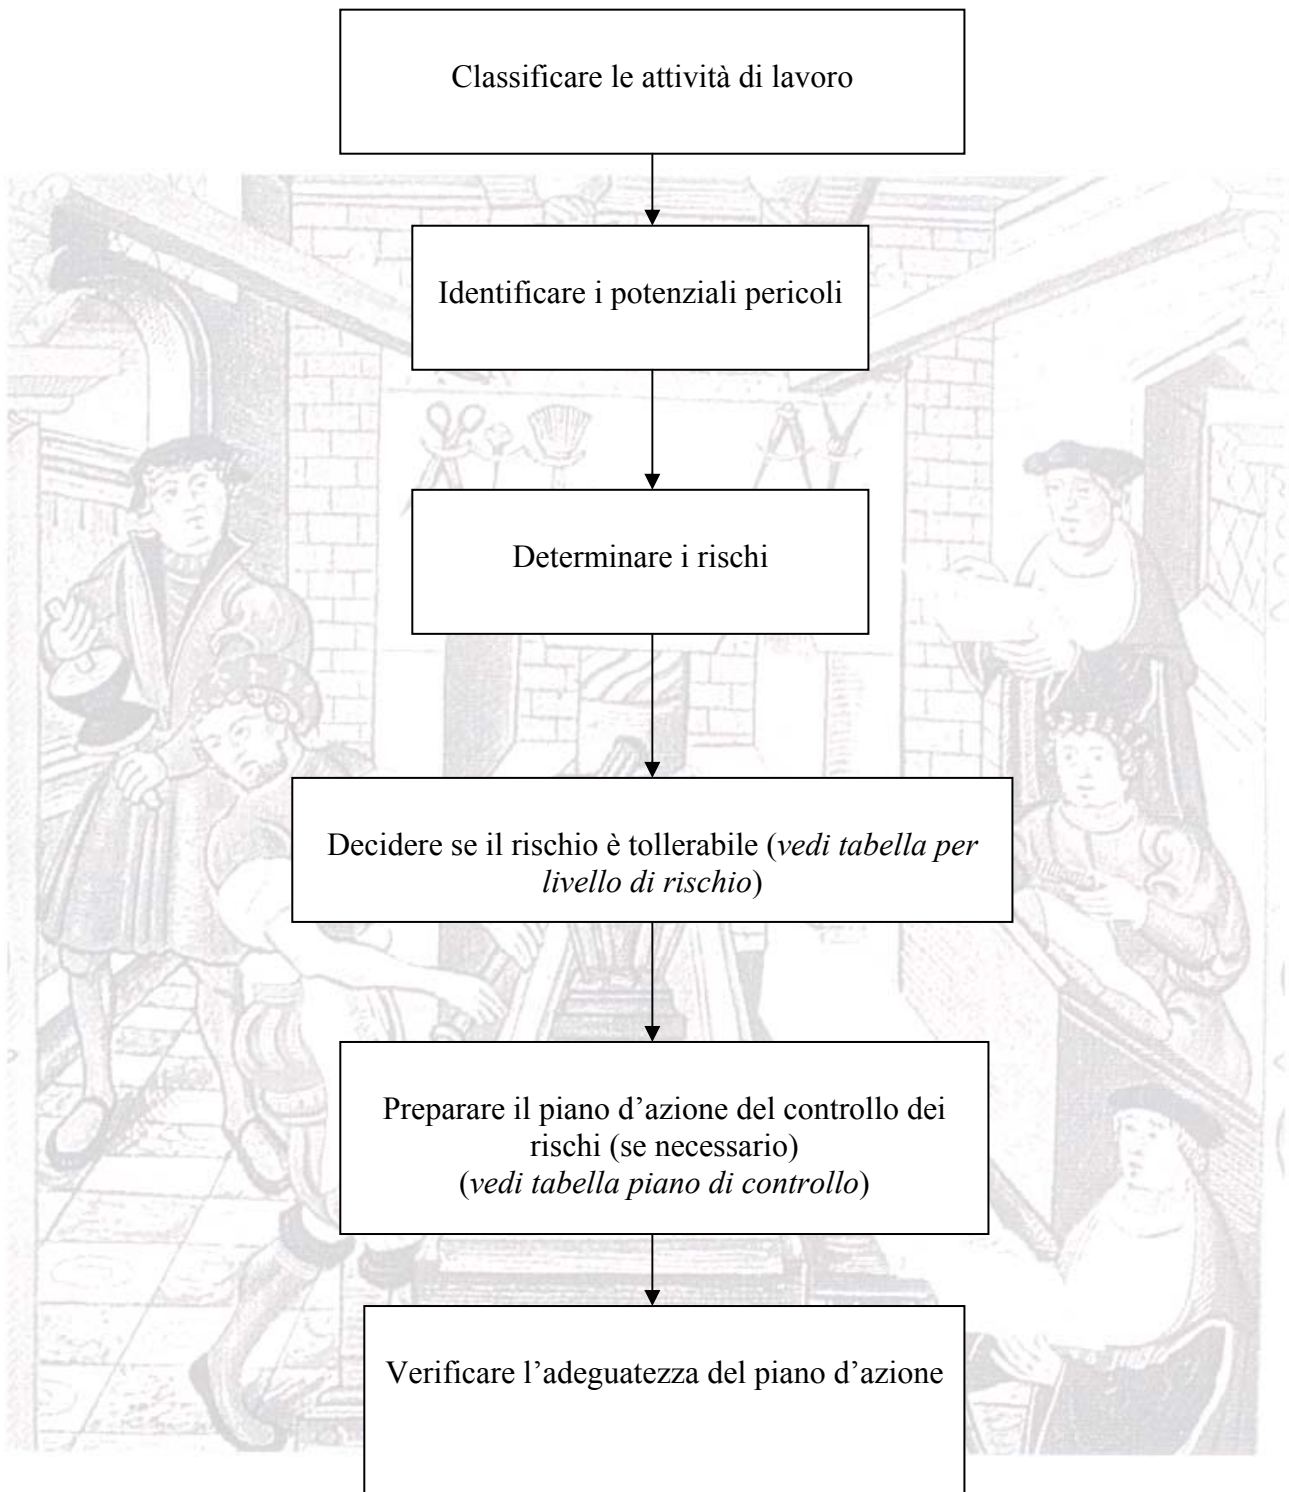 Classificare le attività di lavoro
Identificare i potenziali pericoli
Determinare i rischi
Decidere se il rischio è tollerabile (vedi tabella per
livello di rischio)
Preparare il piano d’azione del controllo dei
rischi (se necessario)
(vedi tabella piano di controllo)
Verificare l’adeguatezza del piano d’azione